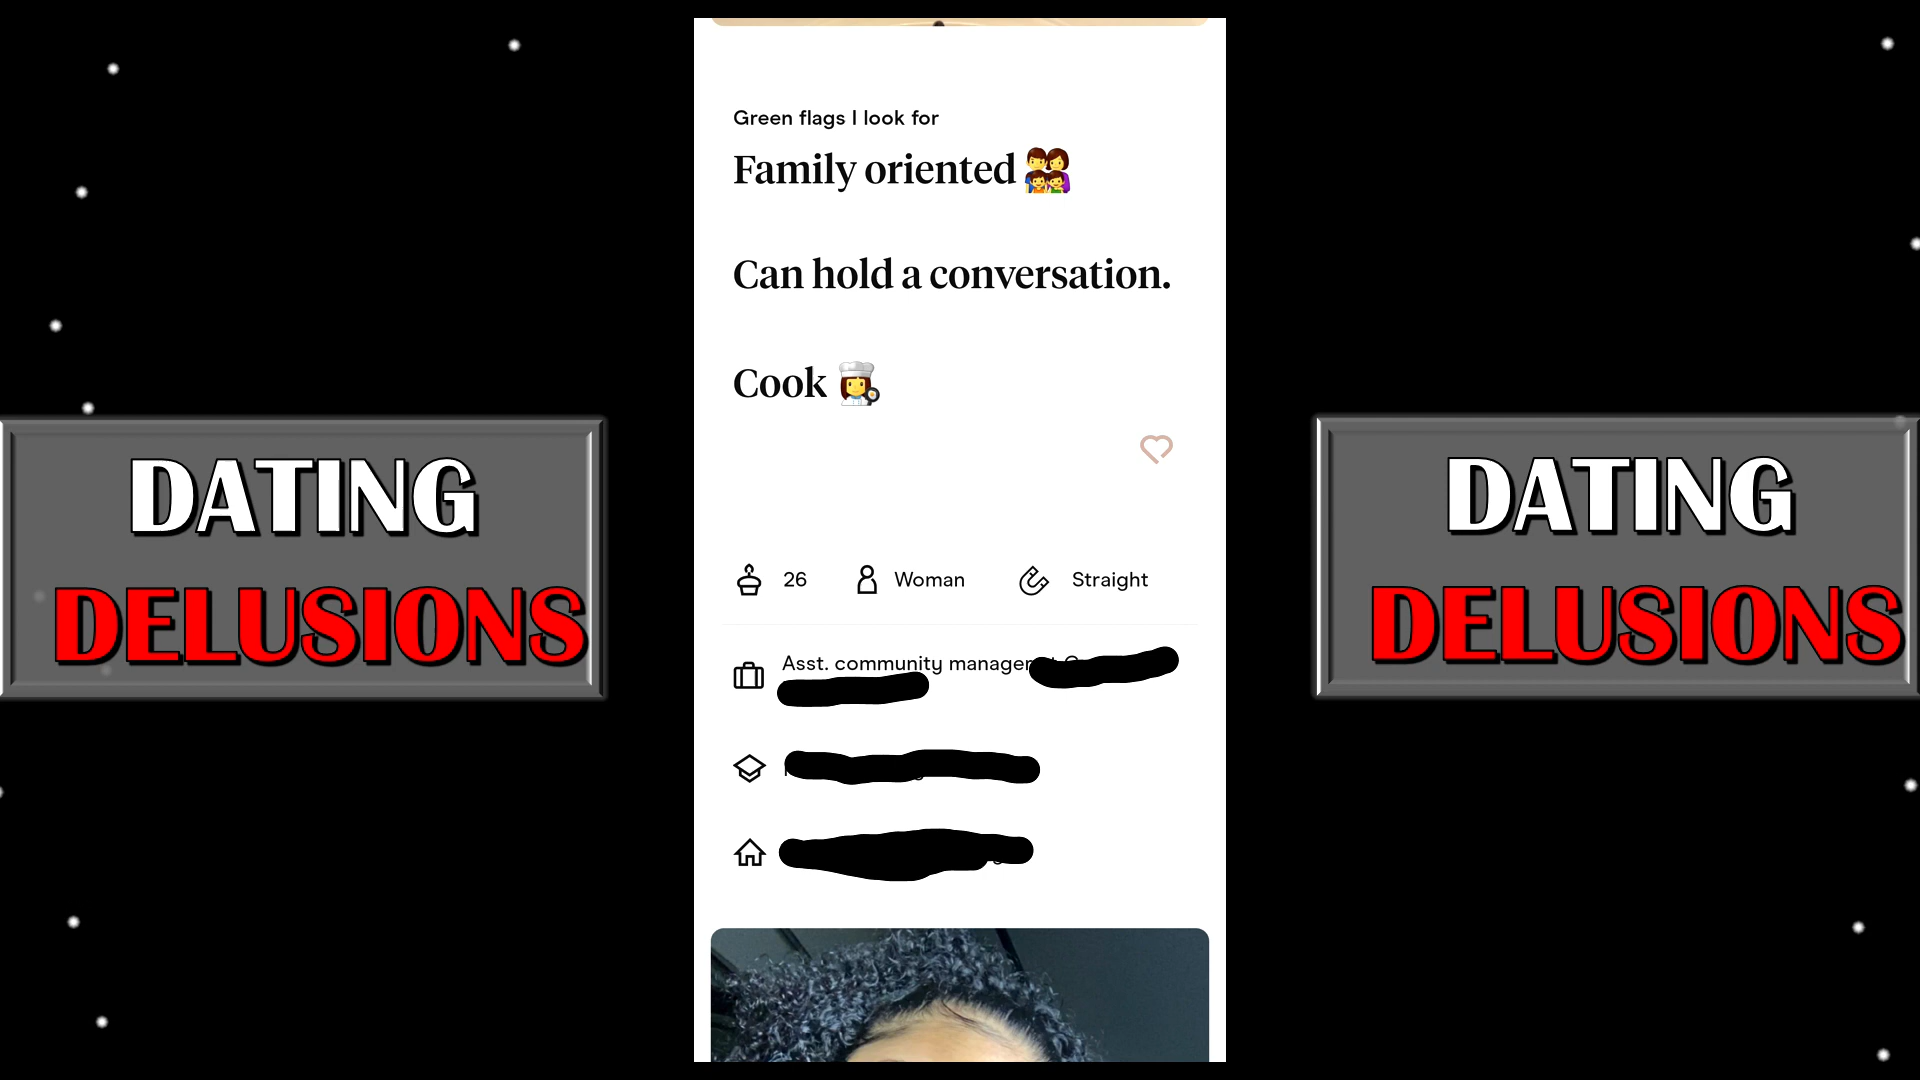 Green flags I look for
Family oriented 👨‍👩‍👧‍👦
Can hold a conversation.
Cook 👩‍🍳
DATING
DELUSIONS
DATING
DELUSIONS
26 Woman Straight
Asst. community manager